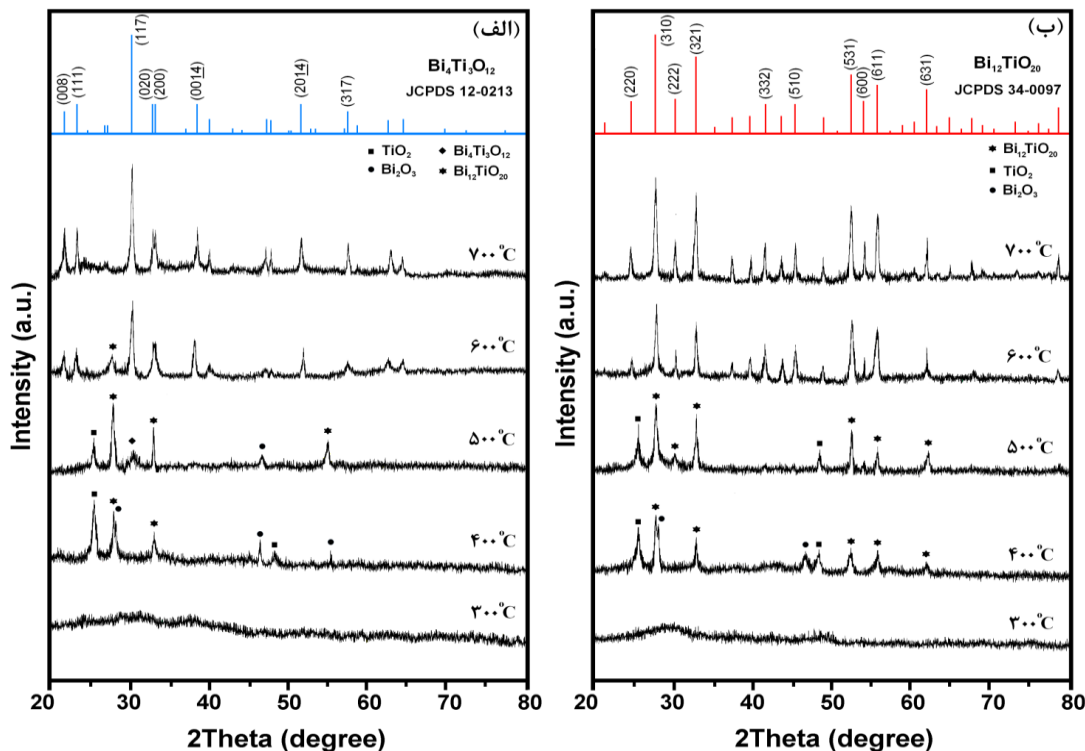 (الف)
(008)
(111)
(117)
(020)
(200)
(0014)
(2014)
(317)
Bi₄Ti₃O₁₂
JCPDS 12-0213
■ TiO₂ ◆ Bi₄Ti₃O₁₂
● Bi₂O₃ ✱ Bi₁₂TiO₂₀
۷۰۰°C
۶۰۰°C
۵۰۰°C
۴۰۰°C
۳۰۰°C
Intensity (a.u.)
20 30 40 50 60 70 80
2Theta (degree)
(ب)
(220)
(310)
(222)
(321)
(332)
(510)
(531)
(600)
(611)
(631)
Bi₁₂TiO₂₀
JCPDS 34-0097
✱ Bi₁₂TiO₂₀
■ TiO₂
● Bi₂O₃
۷۰۰°C
۶۰۰°C
۵۰۰°C
۴۰۰°C
۳۰۰°C
Intensity (a.u.)
20 30 40 50 60 70 80
2Theta (degree)